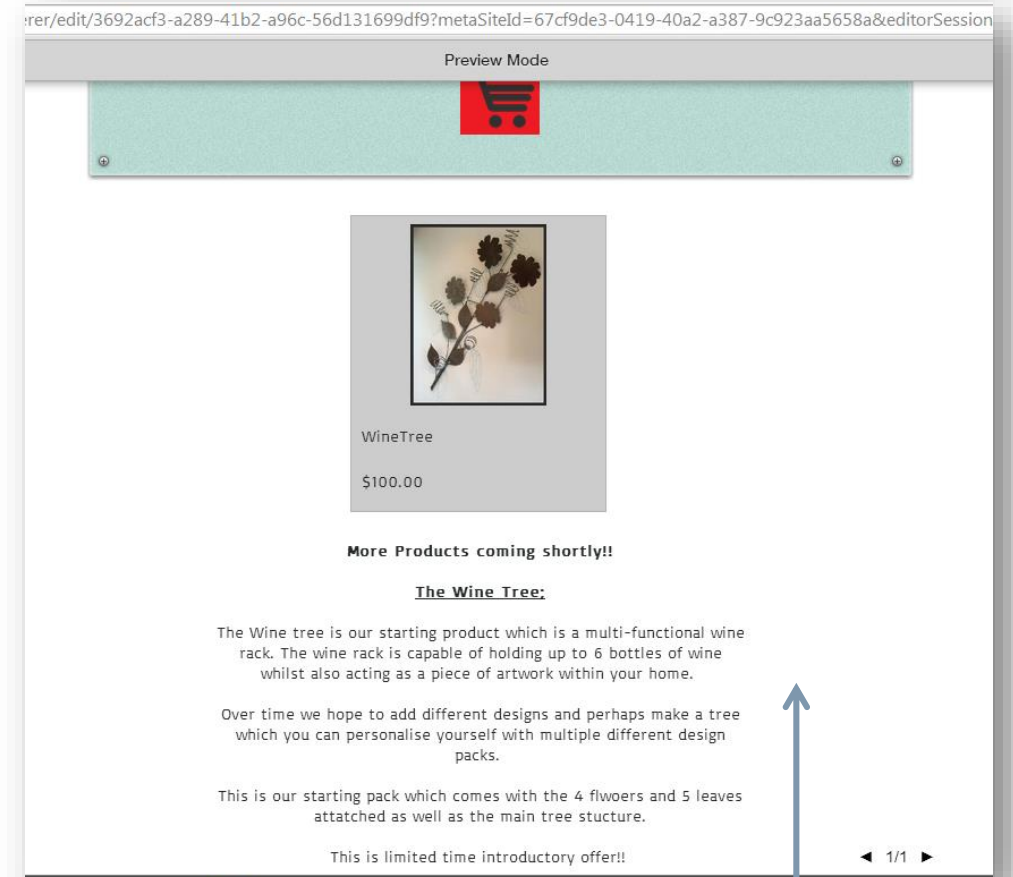 erer/edit/3692acf3-a289-41b2-a96c-56d131699df9?metaSiteId=67cf9de3-0419-40a2-a387-9c923aa5658a&editorSession
Preview Mode
WineTree
$100.00
More Products coming shortly!!
The Wine Tree:
The Wine tree is our starting product which is a multi-functional wine
rack. The wine rack is capable of holding up to 6 bottles of wine
whilst also acting as a piece of artwork within your home.
Over time we hope to add different designs and perhaps make a tree
which you can personalise yourself with multiple different design
packs.
This is our starting pack which comes with the 4 flwoers and 5 leaves
attatched as well as the main tree stucture.
This is limited time introductory offer!!
◄ 1/1 ►